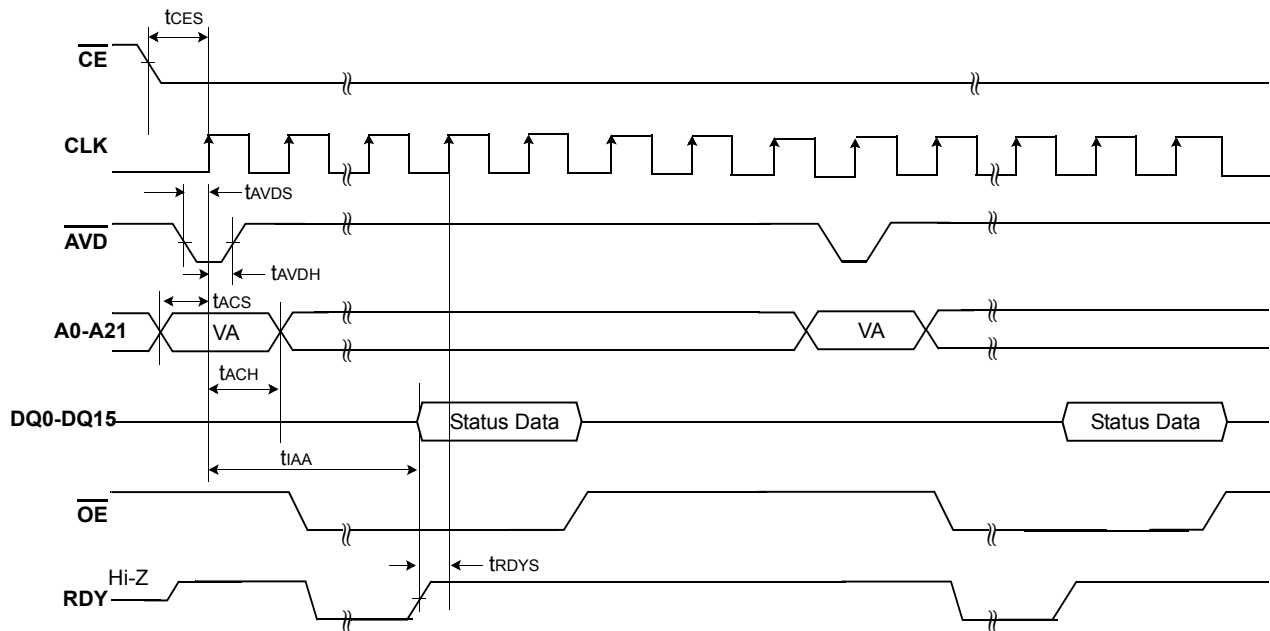 tCES
CE
CLK
tAVDS
AVD
tAVDH
tACS
A0-A21
VA
VA
tACH
DQ0-DQ15
Status Data
Status Data
tIAA
OE
tRDYS
Hi-Z
RDY